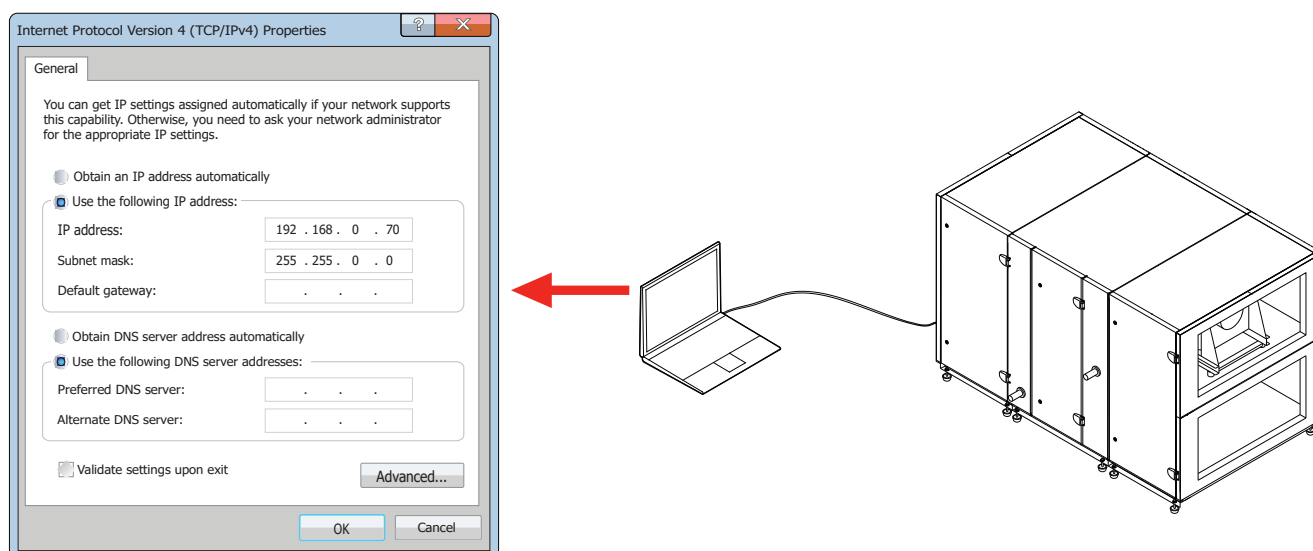 Internet Protocol Version 4 (TCP/IPv4) Properties
?
X
General
You can get IP settings assigned automatically if your network supports
this capability. Otherwise, you need to ask your network administrator
for the appropriate IP settings.
Obtain an IP address automatically
Use the following IP address:
IP address: 192 . 168 . 0 . 70
Subnet mask: 255 . 255 . 0 . 0
Default gateway: . . .
Obtain DNS server address automatically
Use the following DNS server addresses:
Preferred DNS server: . . .
Alternate DNS server: . . .
Validate settings upon exit
Advanced...
OK
Cancel